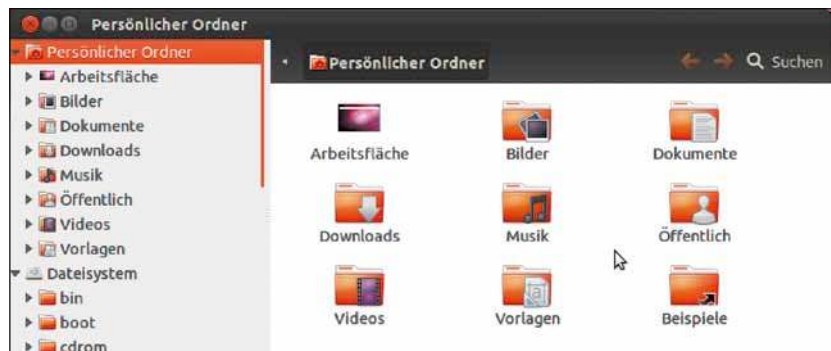 Persönlicher Ordner
Persönlicher Ordner
Arbeitsfläche
Bilder
Dokumente
Downloads
Musik
Öffentlich
Videos
Vorlagen
Dateisystem
bin
boot
cdrom
Persönlicher Ordner
Suchen
Arbeitsfläche Bilder Dokumente
Downloads Musik Öffentlich
Videos Vorlagen Beispiele